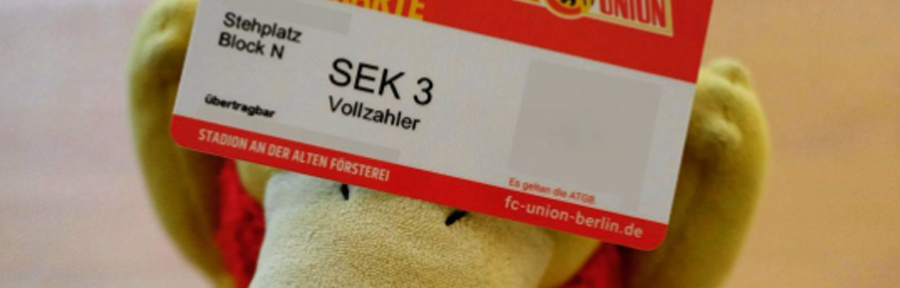 UNION
Stehplatz
Block N
SEK 3
Vollzahler
übertragbar
STADION AN DER ALTEN FÖRSTEREI
Es gelten die ATGB
fc-union-berlin.de